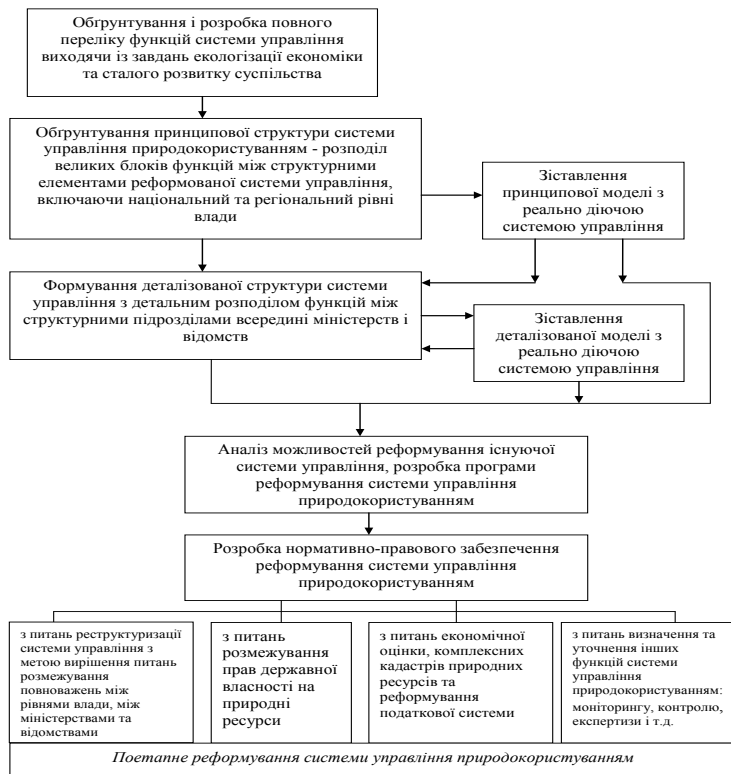 Обґрунтування і розробка повного
переліку функцій системи управління
виходячи із завдань екологізації економіки
та сталого розвитку суспільства
Обґрунтування принципової структури системи
управління природокористуванням - розподіл
великих блоків функцій між структурними
елементами реформованої системи управління,
включаючи національний та регіональний рівні
влади
Зіставлення
принципової моделі з
реально діючою
системою управління
Формування деталізованої структури системи
управління з детальним розподілом функцій між
структурними підрозділами всередині міністерств і
відомств
Зіставлення
деталізованої моделі з
реально діючою
системою управління
Аналіз можливостей реформування існуючої
системи управління, розробка програми
реформування системи управління
природокористуванням
Розробка нормативно-правового забезпечення
реформування системи управління
природокористуванням
з питань реструктуризації
системи управління з
метою вирішення питань
розмежування
повноважень між
рівнями влади, між
міністерствами та
відомствами
з питань
розмежування
прав державної
власності на
природні
ресурси
з питань економічної
оцінки, комплексних
кадастрів природних
ресурсів та
реформування
податкової системи
з питань визначення та
уточнення інших
функцій системи
управління
природокористуванням:
моніторингу, контролю,
експертизи і т.д.
Поетапне реформування системи управління природокористуванням